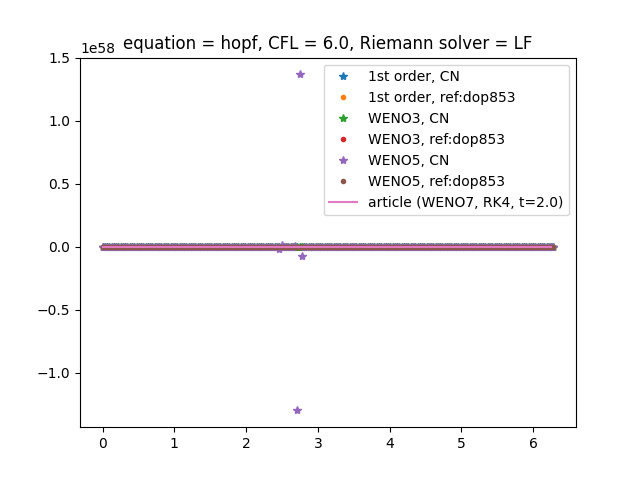 equation = hopf, CFL = 6.0, Riemann solver = LF
1e58
1.5
1.0
0.5
0.0
−0.5
−1.0
0
1
2
3
4
5
6
1st order, CN
1st order, ref:dop853
WENO3, CN
WENO3, ref:dop853
WENO5, CN
WENO5, ref:dop853
article (WENO7, RK4, t=2.0)